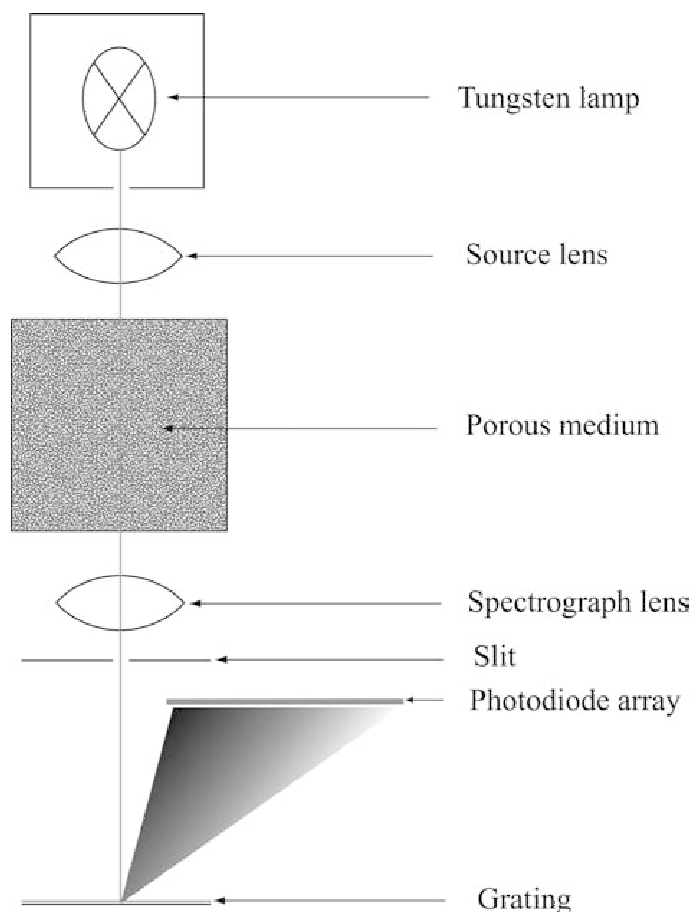 Tungsten lamp
Source lens
Porous medium
Spectrograph lens
Slit
Photodiode array
Grating